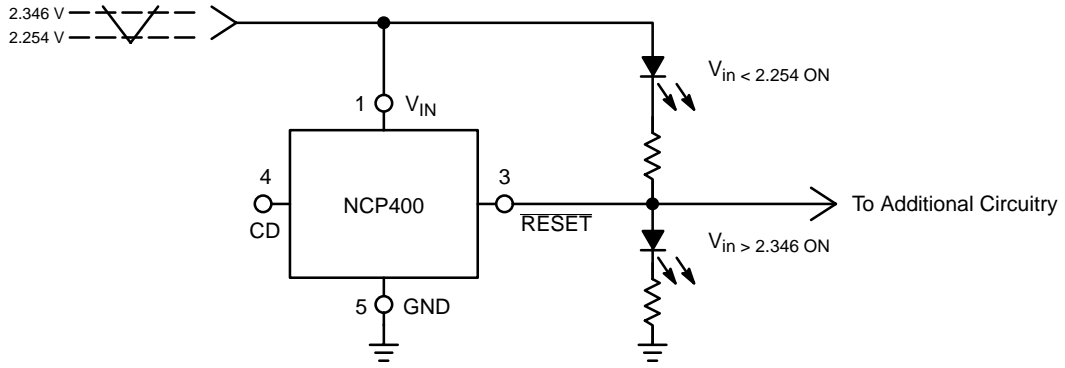 2.346 V
2.254 V
Vin < 2.254 ON
1
VIN
4
3
NCP400
To Additional Circuitry
CD
RESET
Vin > 2.346 ON
5
GND